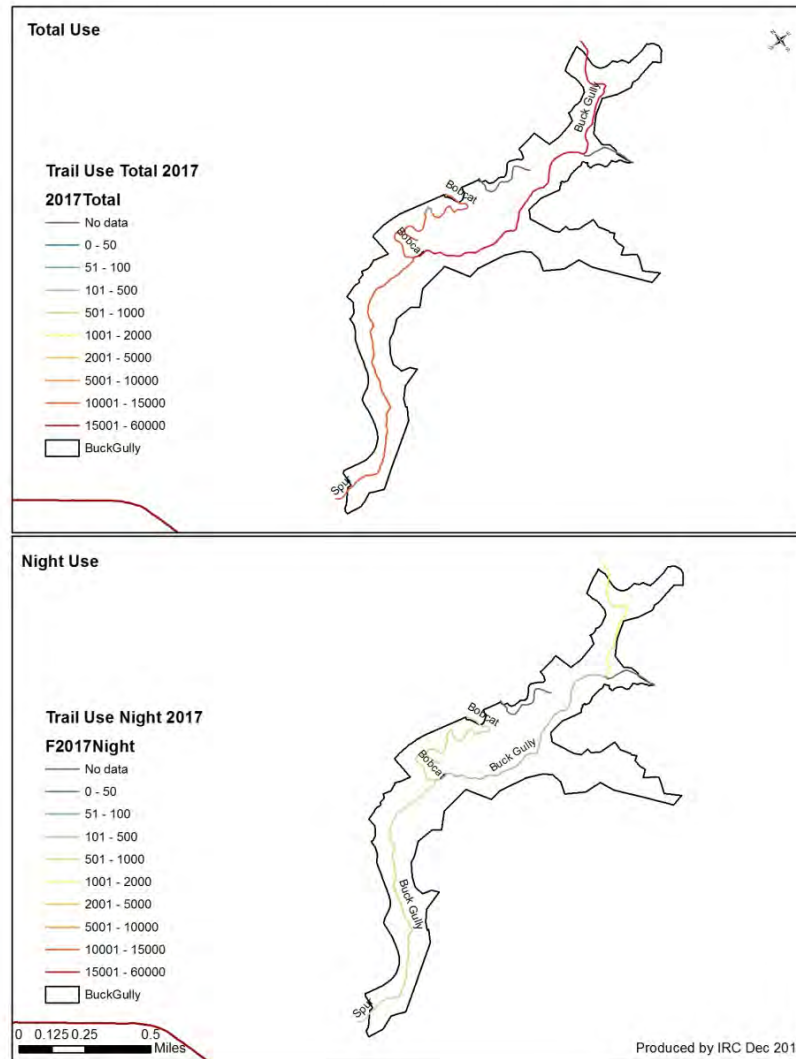 Total Use
Buck Gully
Trail Use Total 2017
2017Total
Bobcat
No data
0 - 50
Bobcat
51 - 100
101 - 500
501 - 1000
1001 - 2000
2001 - 5000
5001 - 10000
10001 - 15000
15001 - 60000
BuckGully
Spur
Night Use
Trail Use Night 2017
Bobcat
F2017Night
Buck Gully
Bobcat
No data
0 - 50
51 - 100
101 - 500
501 - 1000
1001 - 2000
Buck Gully
2001 - 5000
5001 - 10000
10001 - 15000
15001 - 60000
BuckGully
Spur
0 0.125 0.25 0.5
Miles
Produced by IRC Dec 201